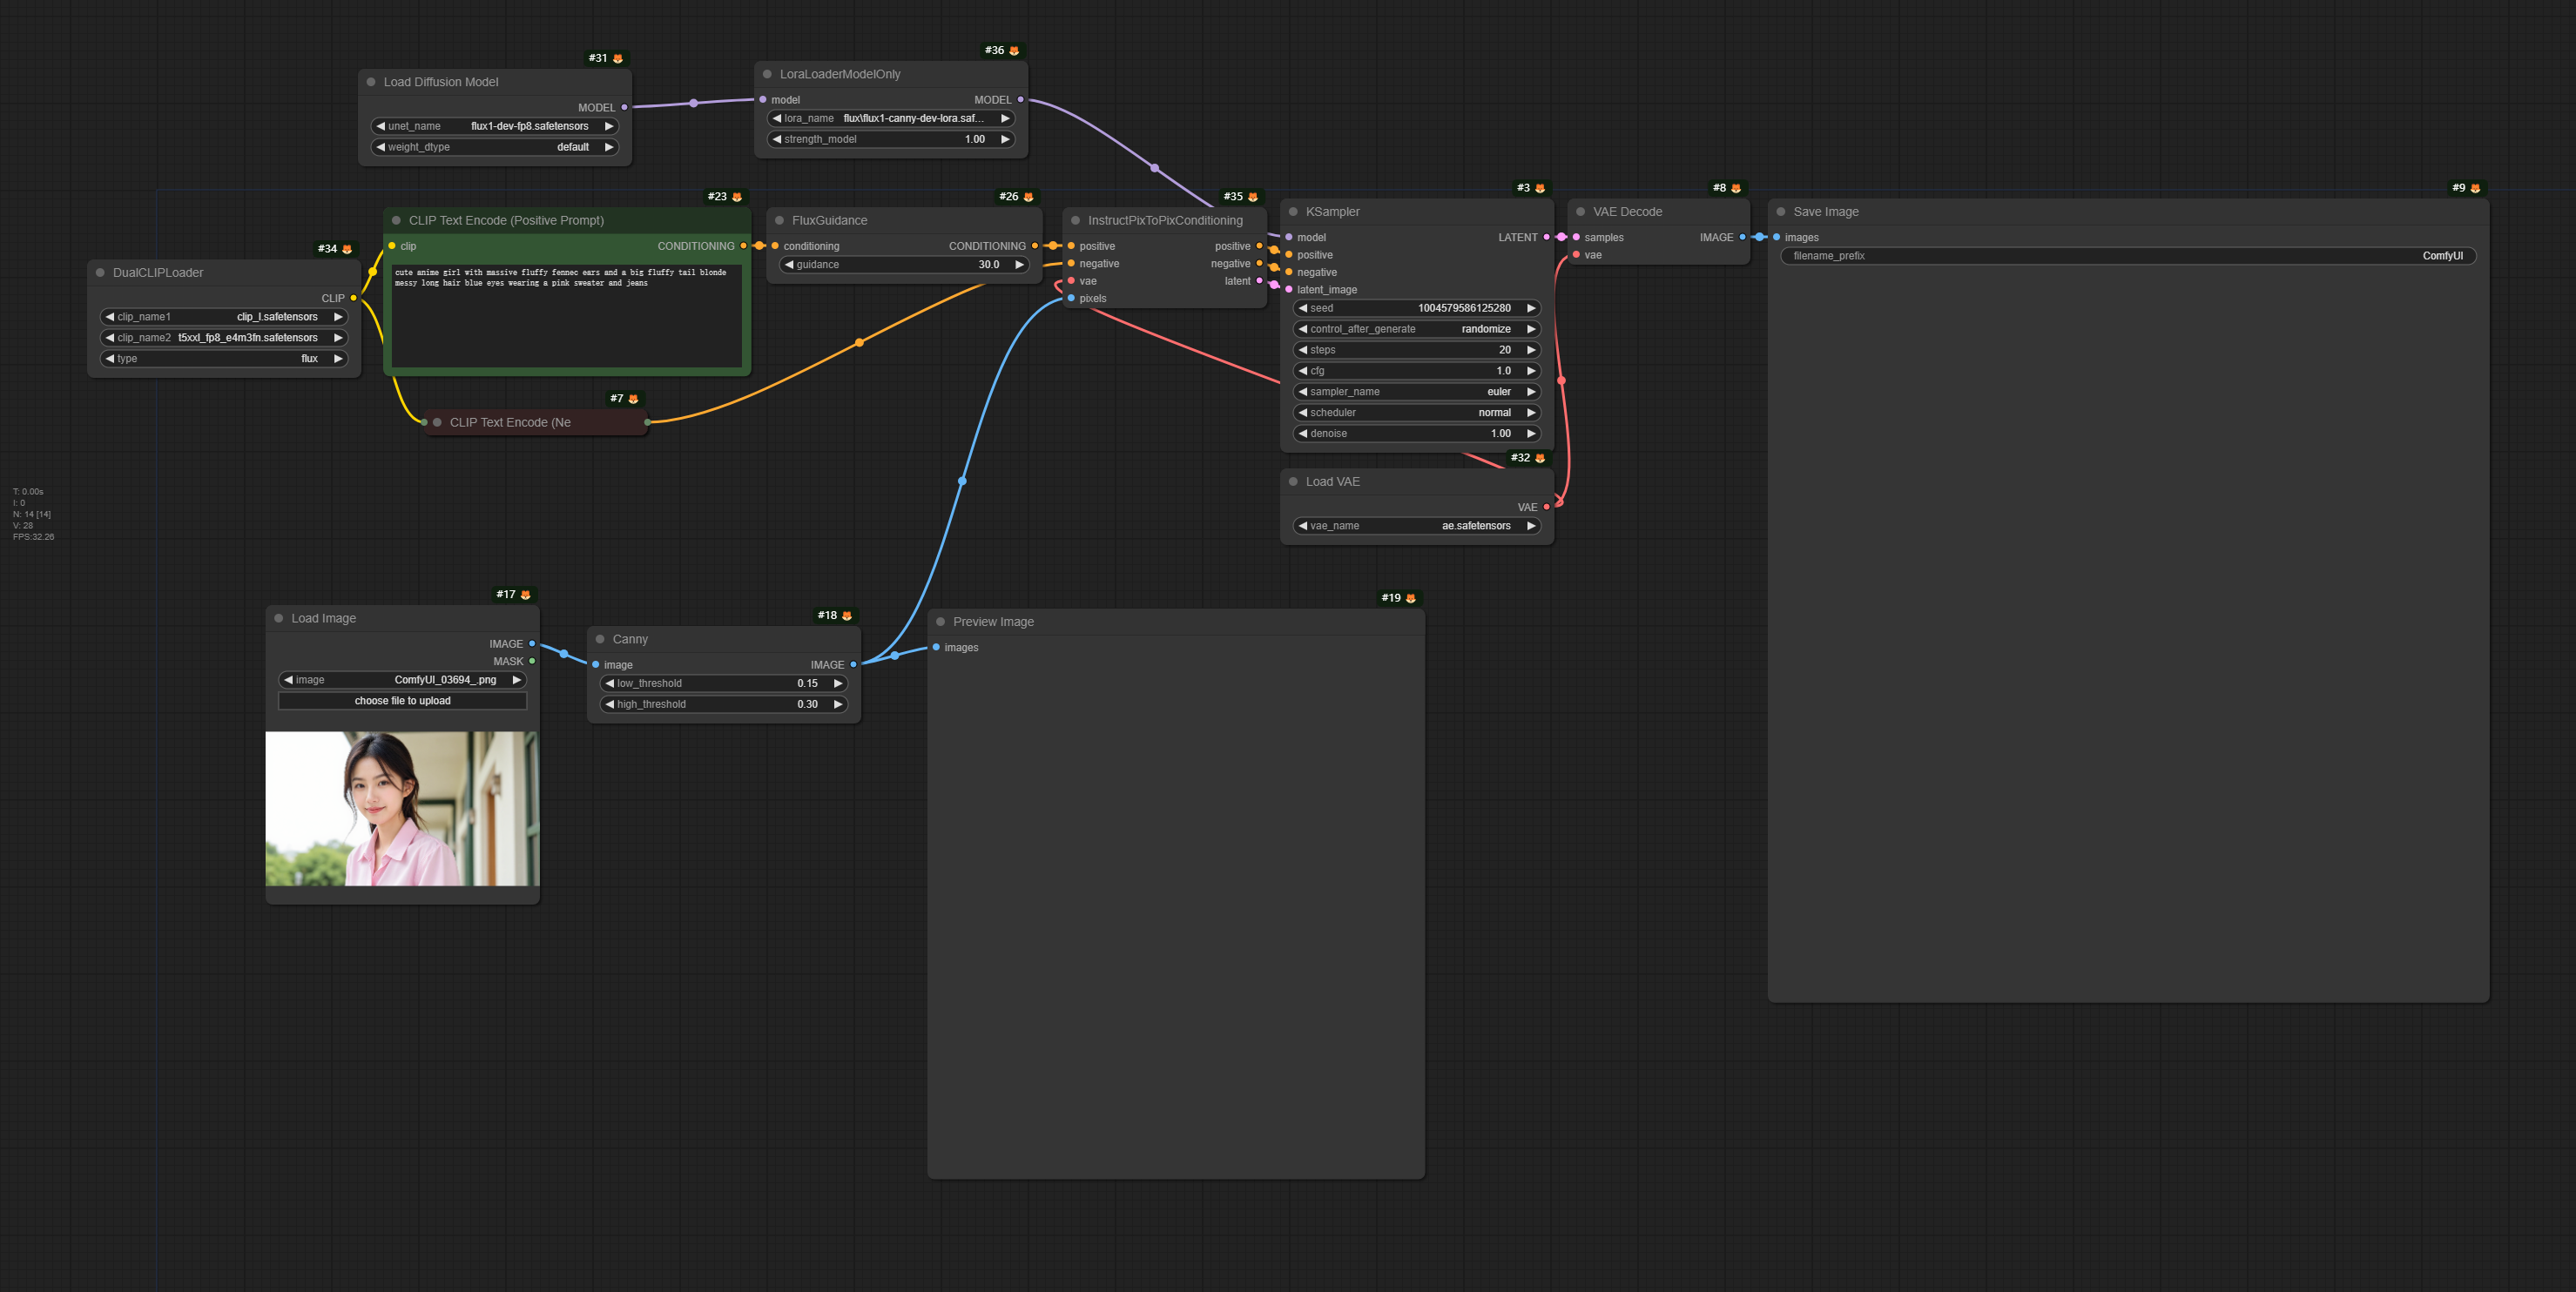 #31
Load Diffusion Model
MODEL
unet_name flux1-dev-fp8.safetensors
weight_dtype default
#36
LoraLoaderModelOnly
model MODEL
lora_name flux\flux1-canny-dev-lora.saf...
strength_model 1.00
#34
DualCLIPLoader
CLIP
clip_name1 clip_l.safetensors
clip_name2 t5xxl_fp8_e4m3fn.safetensors
type flux
#23
CLIP Text Encode (Positive Prompt)
clip CONDITIONING
cute anime girl with massive fluffy fennec ears and a big fluffy tail blonde
messy long hair blue eyes wearing a pink sweater and jeans
#7
CLIP Text Encode (Ne
#26
FluxGuidance
conditioning CONDITIONING
guidance 30.0
#35
InstructPixToPixConditioning
positive positive
negative negative
vae latent
pixels
#3
KSampler
model LATENT
positive
negative
latent_image
seed 1004579586125280
control_after_generate randomize
steps 20
cfg 1.0
sampler_name euler
scheduler normal
denoise 1.00
#32
Load VAE
VAE
vae_name ae.safetensors
#8
VAE Decode
samples IMAGE
vae
#9
Save Image
images
filename_prefix ComfyUI
T: 0.00s
I: 0
N: 14 [14]
V: 28
FPS:32.26
#17
Load Image
IMAGE
MASK
image ComfyUI_03694_.png
choose file to upload
#18
Canny
image IMAGE
low_threshold 0.15
high_threshold 0.30
#19
Preview Image
images